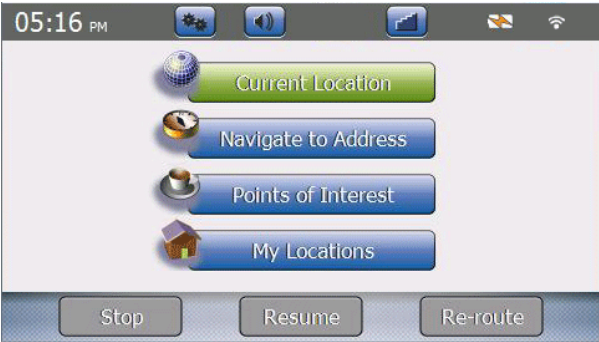 05:16 PM
Current Location
Navigate to Address
Points of Interest
My Locations
Stop Resume Re-route